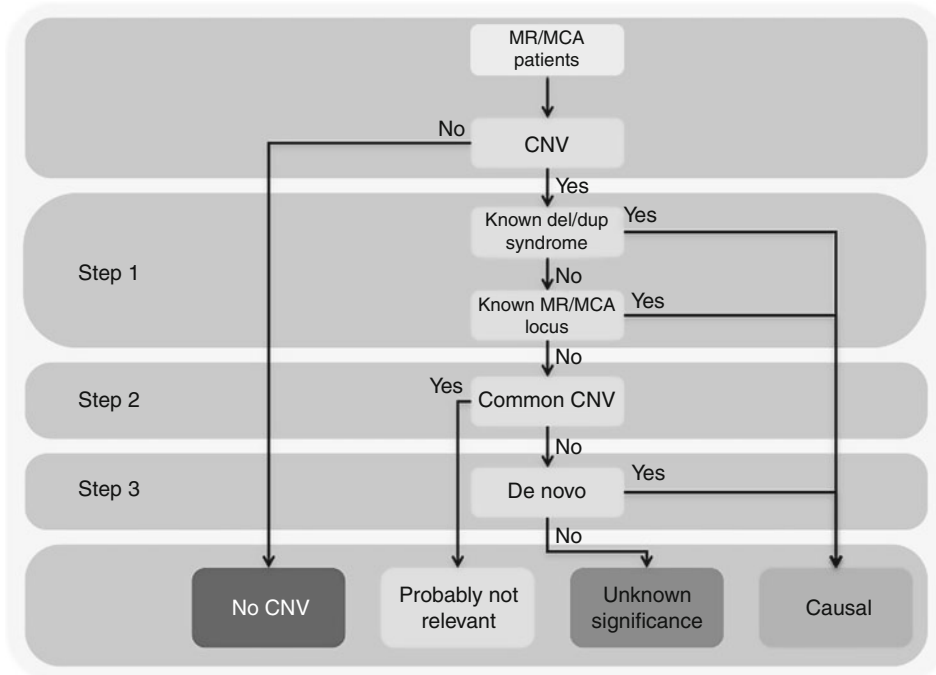 MR/MCA
patients
No
CNV
Yes
Known del/dup
syndrome
Yes
Step 1
No
Known MR/MCA
locus
Yes
No
Yes
Step 2
Common CNV
No
Step 3
De novo
Yes
No
No CNV
Probably not
relevant
Unknown
significance
Causal